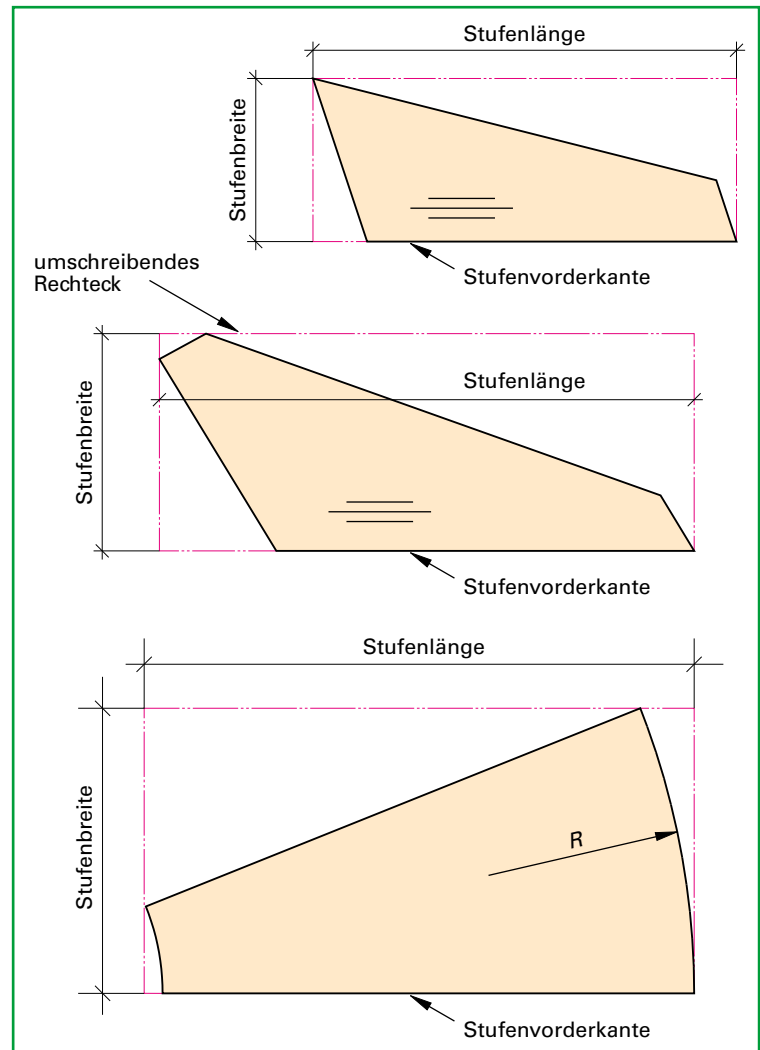 Stufenlänge
Stufenbreite
Stufenvorderkante
umschreibendes
Rechteck
Stufenlänge
Stufenbreite
Stufenvorderkante
Stufenlänge
Stufenbreite
R
Stufenvorderkante